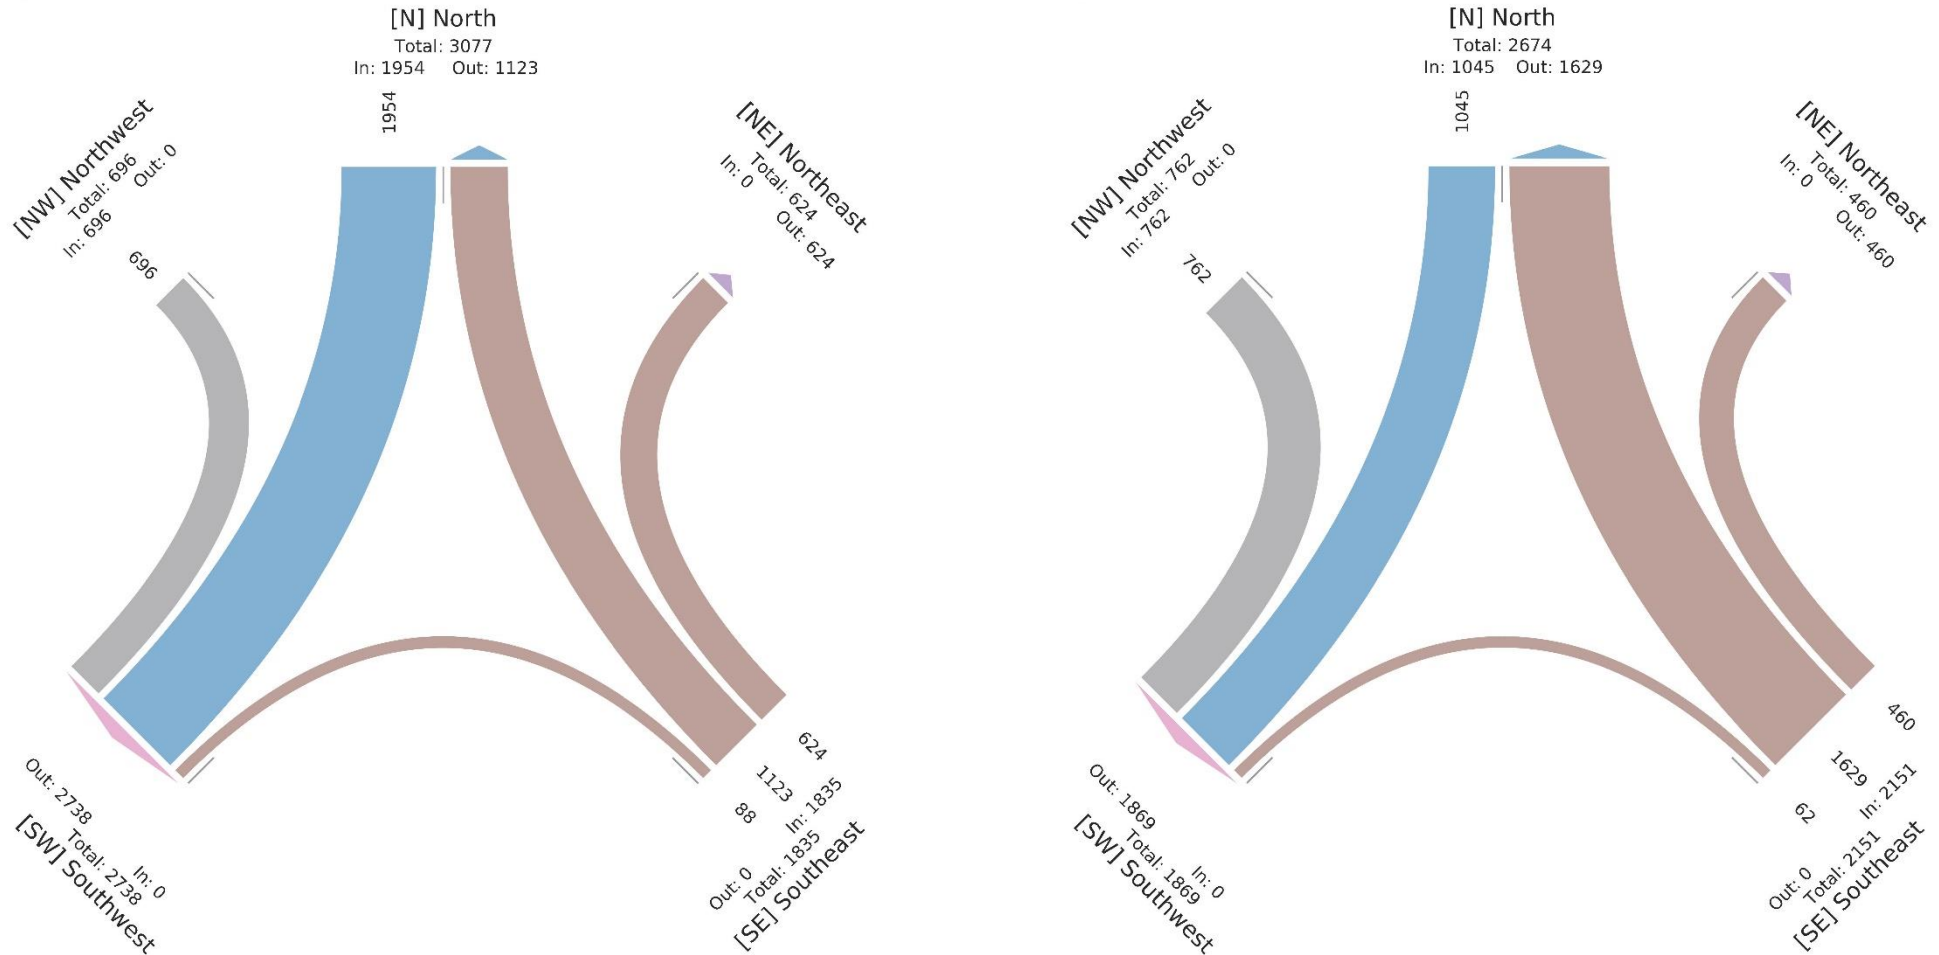 [N] North
Total: 3077
In: 1954 Out: 1123
1954
[NW] Northwest
Total: 696
In: 696 Out: 0
696
[NE] Northeast
Total: 624
In: 0 Out: 624
624
1123
88
In: 1835
Out: 0
Total: 1835
[SE] Southeast
Out: 2738 In: 0
Total: 2738
[SW] Southwest
[N] North
Total: 2674
In: 1045 Out: 1629
1045
[NW] Northwest
Total: 762
In: 762 Out: 0
762
[NE] Northeast
Total: 460
In: 0 Out: 460
460
1629
62
In: 2151
Out: 0
Total: 2151
[SE] Southeast
Out: 1869 In: 0
Total: 1869
[SW] Southwest